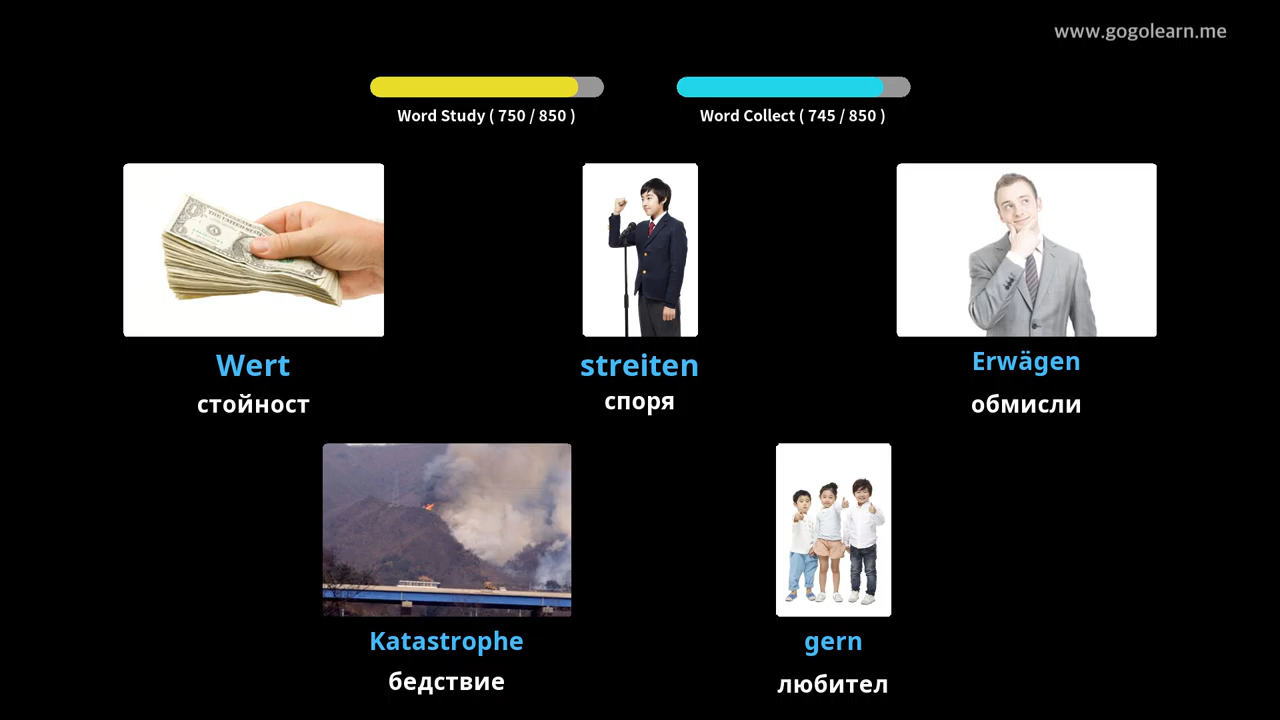 www.gogolearn.me
Word Study ( 750 / 850 )
Word Collect ( 745 / 850 )
Wert
стойност
streiten
споря
Erwägen
обмисли
Katastrophe
бедствие
gern
любител